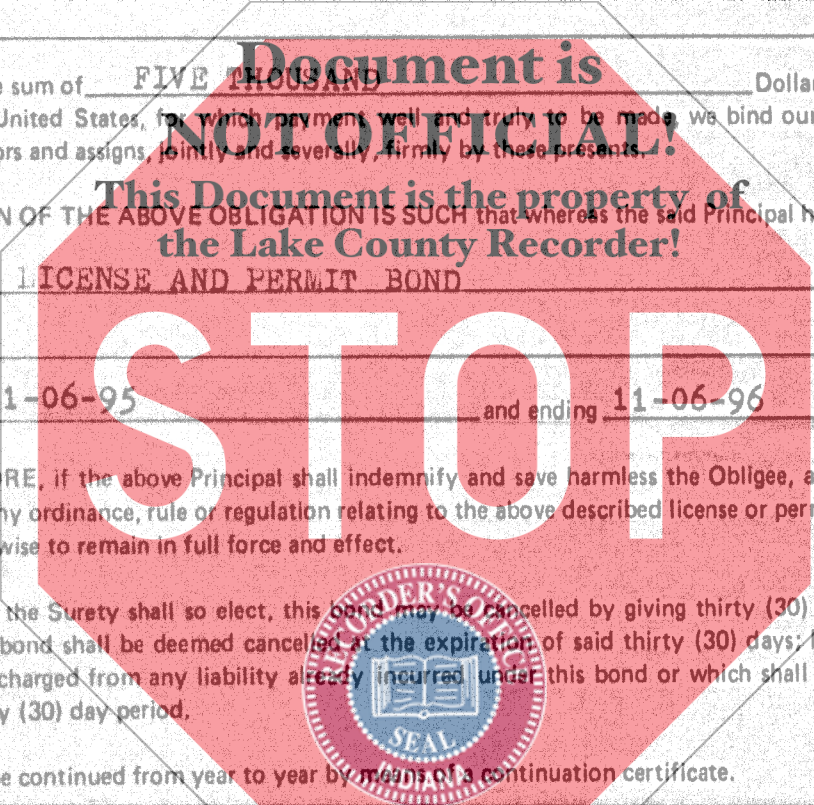 Document is
e sum of FIVE THOUSAND Dolla
United States, for which payment well and truly to be made, we bind our
NOT OFFICIAL!
ors and assigns, jointly and severally, firmly by these presents.
This Document is the property of
N OF THE ABOVE OBLIGATION IS SUCH that whereas the said Principal h
the Lake County Recorder!
LICENSE AND PERMIT BOND
STOP
1-06-95 and ending 11-06-96
ORE, if the above Principal shall indemnify and save harmless the Obligee, a
ny ordinance, rule or regulation relating to the above described license or perm
wise to remain in full force and effect.
the Surety shall so elect, this bond may be cancelled by giving thirty (30)
bond shall be deemed cancelled at the expiration of said thirty (30) days;
charged from any liability already incurred under this bond or which shall
y (30) day period.
RECORDER'S OFFICE
SEAL
INDIANA
e continued from year to year by means of a continuation certificate.